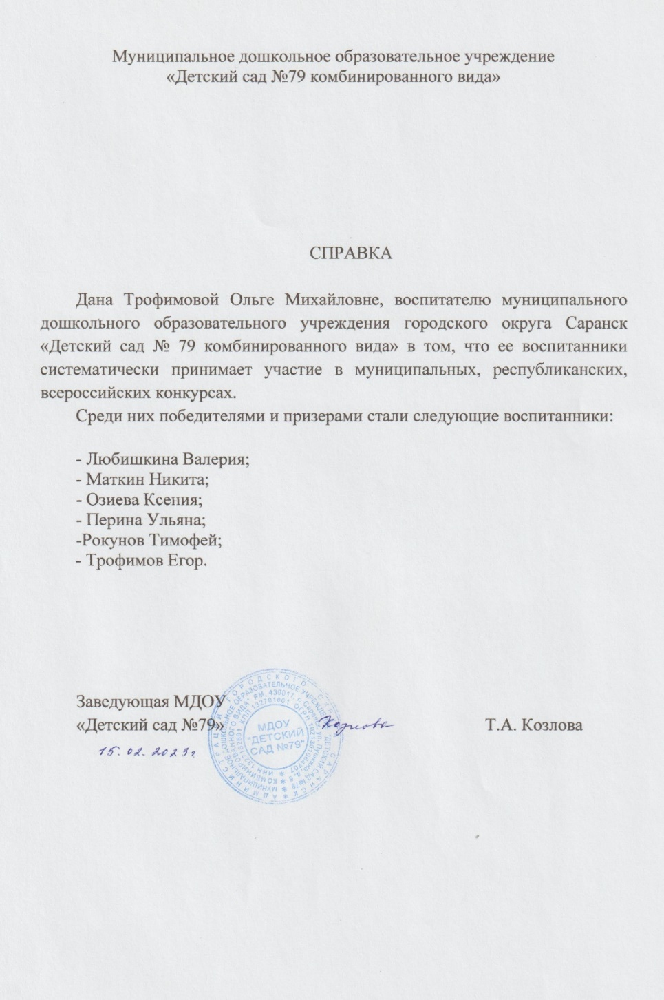 Муниципальное дошкольное образовательное учреждение
«Детский сад №79 комбинированного вида»
СПРАВКА
Дана Трофимовой Ольге Михайловне, воспитателю муниципального
дошкольного образовательного учреждения городского округа Саранск
«Детский сад № 79 комбинированного вида» в том, что ее воспитанники
систематически принимает участие в муниципальных, республиканских,
всероссийских конкурсах.
Среди них победителями и призерами стали следующие воспитанники:
- Любишкина Валерия;
- Маткин Никита;
- Озиева Ксения;
- Перина Ульяна;
-Рокунов Тимофей;
- Трофимов Егор.
Заведующая МДОУ
«Детский сад №79»
Т.А. Козлова
15.02.2023г
МДОУ
"ДЕТСКИЙ
САД №79"